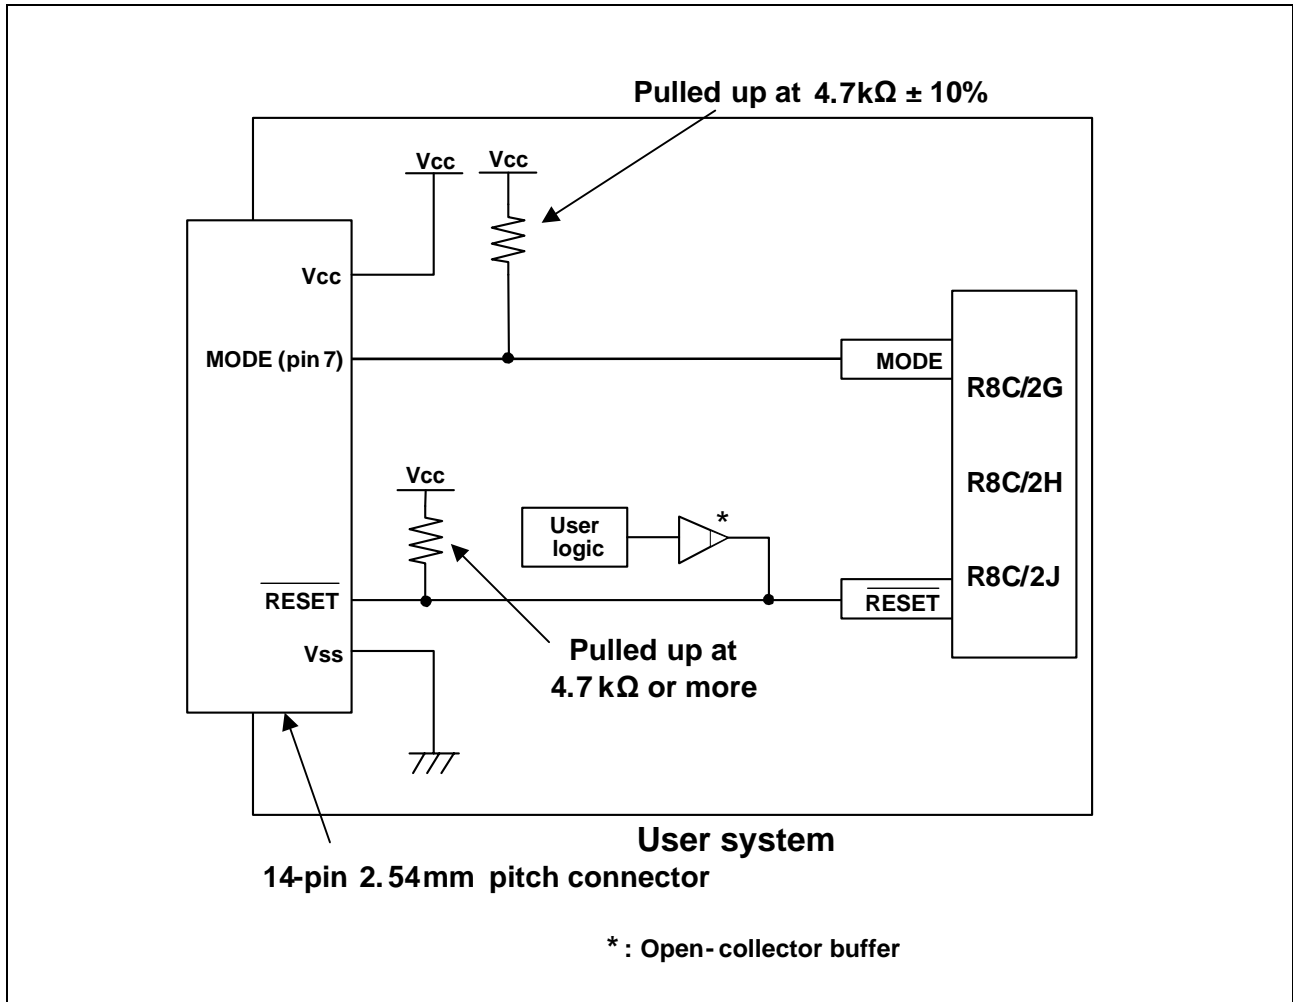 Pulled up at 4.7kΩ ± 10%
Vcc
Vcc
Vcc
MODE (pin 7)
MODE
R8C/2G
Vcc
R8C/2H
User
logic
*
R8C/2J
RESET
RESET
Vss
Pulled up at
4.7 kΩ or more
User system
14-pin 2.54mm pitch connector
* : Open-collector buffer